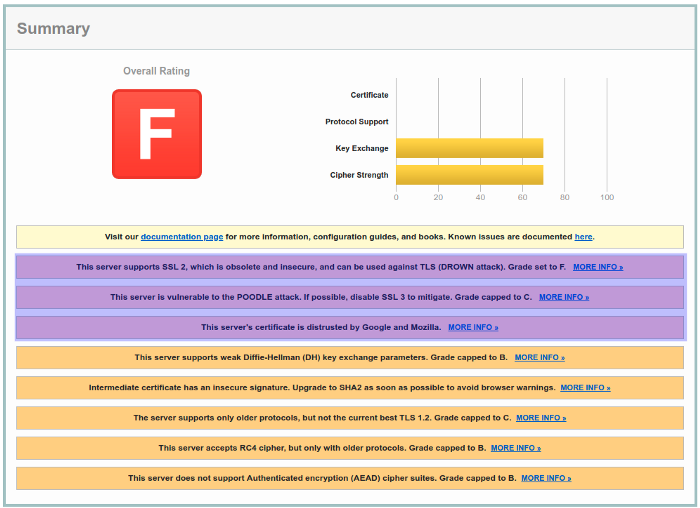 Summary
Overall Rating
F
Certificate
Protocol Support
Key Exchange
Cipher Strength
0 20 40 60 80 100
Visit our documentation page for more information, configuration guides, and books. Known issues are documented here.
This server supports SSL 2, which is obsolete and insecure, and can be used against TLS (DROWN attack). Grade set to F. MORE INFO »
This server is vulnerable to the POODLE attack. If possible, disable SSL 3 to mitigate. Grade capped to C. MORE INFO »
This server's certificate is distrusted by Google and Mozilla. MORE INFO »
This server supports weak Diffie-Hellman (DH) key exchange parameters. Grade capped to B. MORE INFO »
Intermediate certificate has an insecure signature. Upgrade to SHA2 as soon as possible to avoid browser warnings. MORE INFO »
The server supports only older protocols, but not the current best TLS 1.2. Grade capped to C. MORE INFO »
This server accepts RC4 cipher, but only with older protocols. Grade capped to B. MORE INFO »
This server does not support Authenticated encryption (AEAD) cipher suites. Grade capped to B. MORE INFO »